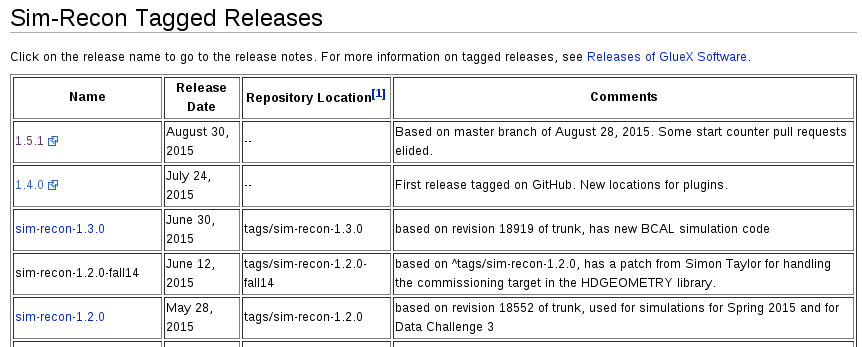 Sim-Recon Tagged Releases
Click on the release name to go to the release notes. For more information on tagged releases, see Releases of GlueX Software.
Name
Release
Date
Repository Location[1]
Comments
1.5.1
August 30,
2015
--
Based on master branch of August 28, 2015. Some start counter pull requests
elided.
1.4.0
July 24,
2015
--
First release tagged on GitHub. New locations for plugins.
sim-recon-1.3.0
June 30,
2015
tags/sim-recon-1.3.0
based on revision 18919 of trunk, has new BCAL simulation code
sim-recon-1.2.0-fall14
June 12,
2015
tags/sim-recon-1.2.0-
fall14
based on ^tags/sim-recon-1.2.0, has a patch from Simon Taylor for handling
the commissioning target in the HDGEOMETRY library.
sim-recon-1.2.0
May 28,
2015
tags/sim-recon-1.2.0
based on revision 18552 of trunk, used for simulations for Spring 2015 and for
Data Challenge 3